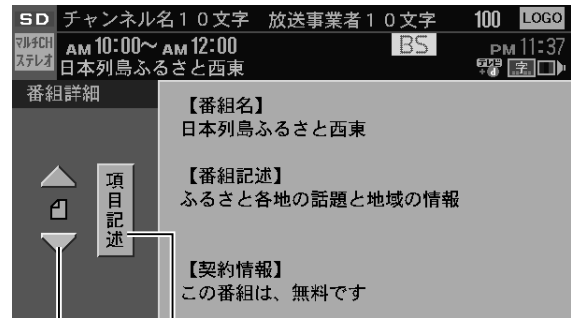 SD チャンネル名10文字 放送事業者10文字 100 LOGO
マルチCH ステレオ AM 10:00～AM 12:00 BS PM 11:37
日本列島ふるさと西東 字
番組詳細
【番組名】
日本列島ふるさと西東
【番組記述】
ふるさと各地の話題と地域の情報
項目記述
【契約情報】
この番組は、無料です